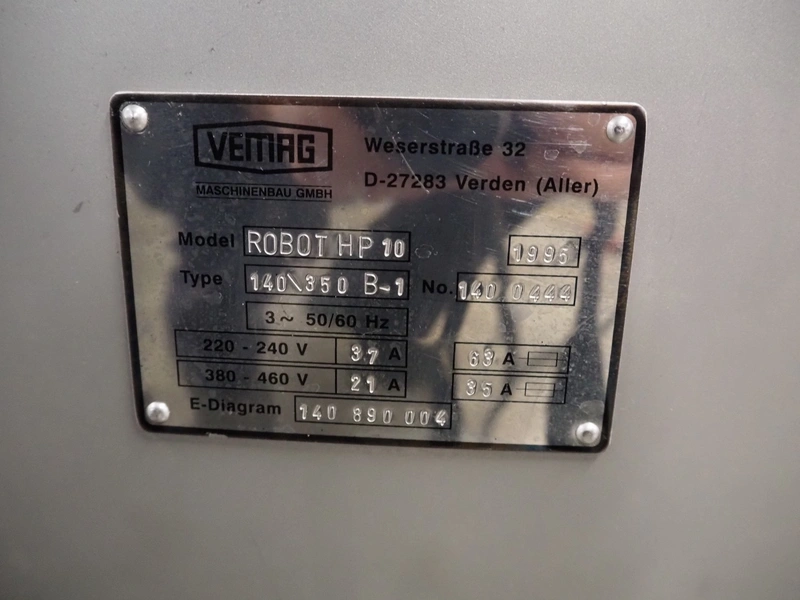 VEMAG
MASCHINENBAU GMBH
Weserstraße 32
D-27283 Verden (Aller)
Model ROBOT HP 10 1995
Type 140\350 B-1 No. 140 0444
3~ 50/60 Hz
220 - 240 V 37 A 63 A
380 - 460 V 21 A 35 A
E-Diagram 140 890 004